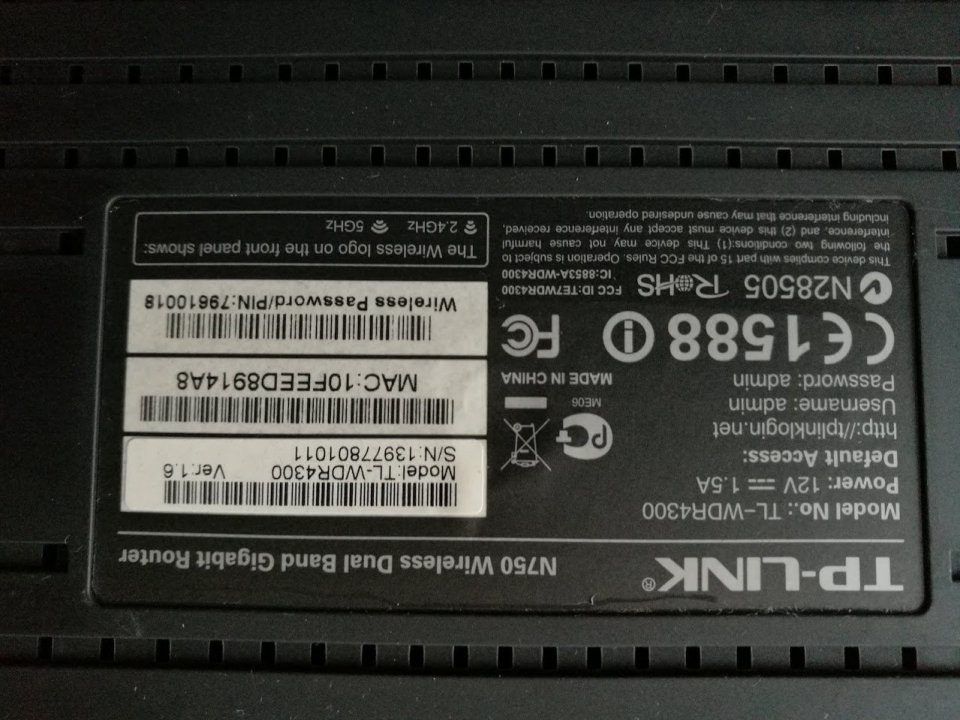 TP-LINK®
N750 Wireless Dual Band Gigabit Router
Model No.: TL-WDR4300
Power: 12V ⎓ 1.5A
Default Access:
http://tplinklogin.net
Username: admin
Password: admin
ME06
MADE IN CHINA
CE1588
FC
N28505
RoHS
FCC ID:TE7WDR4300
IC:8853A-WDR4300
This device complies with part 15 of the FCC Rules. Operation is subject to
the following two conditions:(1) This device may not cause harmful
interference, and (2) this device must accept any interference received,
including interference that may cause undesired operation.
Model:TL-WDR4300 Ver:1.6
S/N:13977801011
MAC:10FEED8914A8
Wireless Password/PIN:79610018
The Wireless logo on the front panel shows:
2.4GHz 5GHz